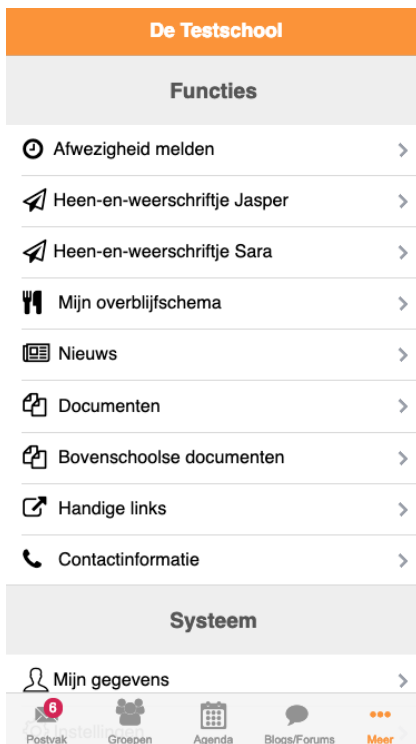 De Testschool
Functies
Afwezigheid melden
Heen-en-weerschriftje Jasper
Heen-en-weerschriftje Sara
Mijn overblijfschema
Nieuws
Documenten
Bovenschoolse documenten
Handige links
Contactinformatie
Systeem
Mijn gegevens
Instellingen
6
Postvak Groepen Agenda Blogs/Forums Meer